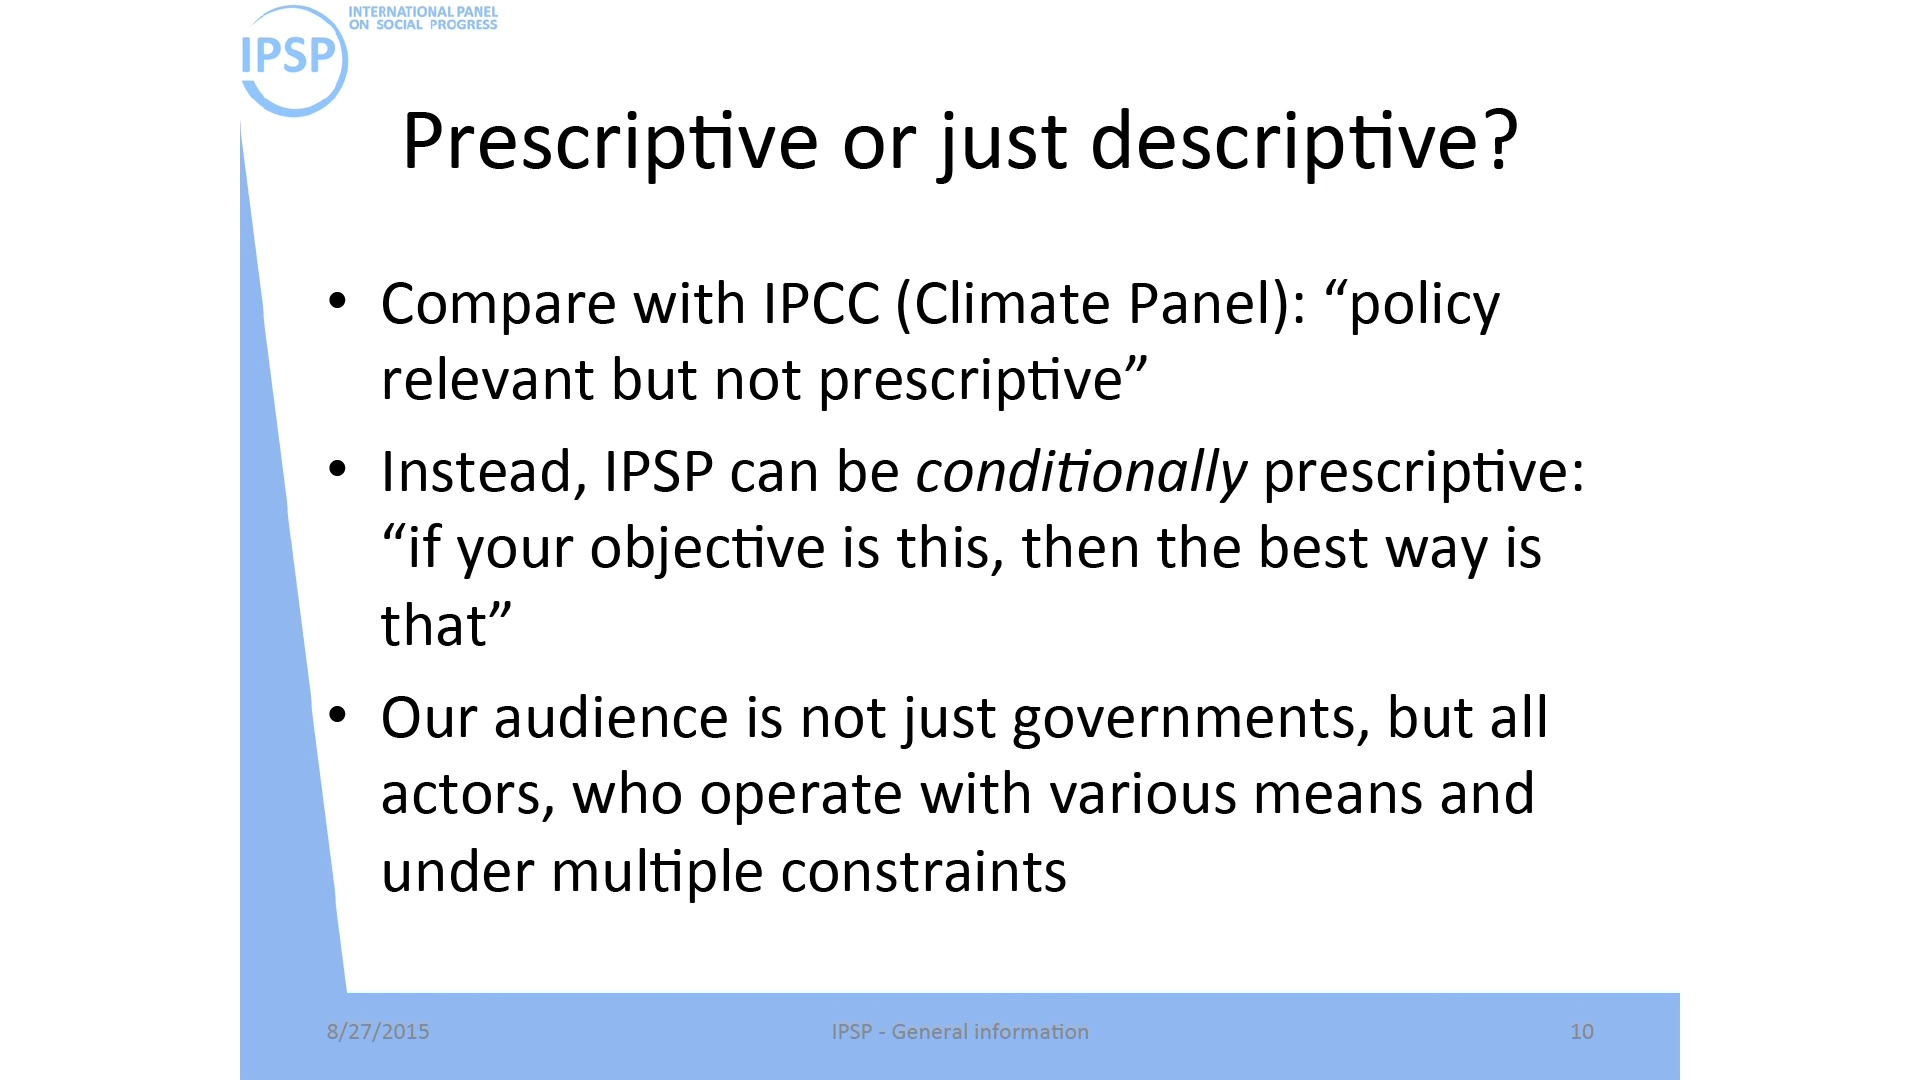 INTERNATIONAL PANEL
ON SOCIAL PROGRESS
IPSP
Prescriptive or just descriptive?
• Compare with IPCC (Climate Panel): “policy
relevant but not prescriptive”
• Instead, IPSP can be conditionally prescriptive:
“if your objective is this, then the best way is
that”
• Our audience is not just governments, but all
actors, who operate with various means and
under multiple constraints
8/27/2015
IPSP - General information
10